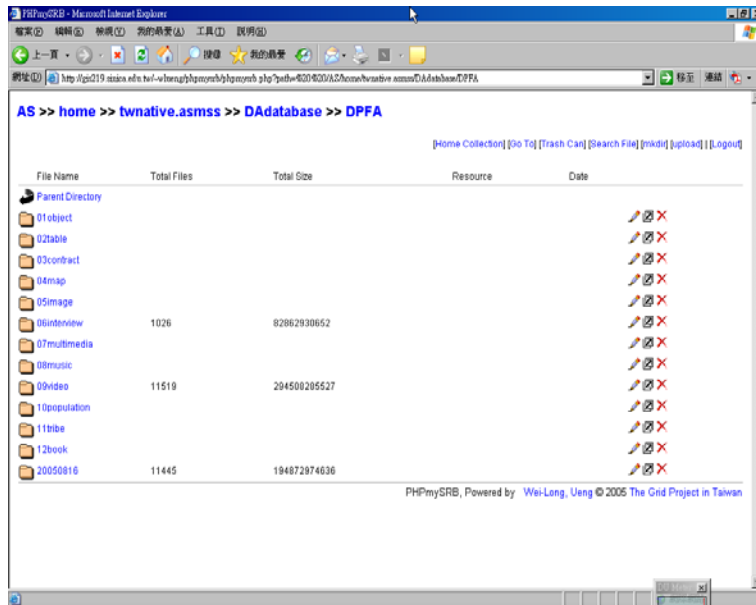 PHPmySRB - Microsoft Internet Explorer
檔案(F) 編輯(E) 檢視(V) 我的最愛(A) 工具(T) 說明(H)
上一頁 搜尋 我的最愛
網址(D) 移至 連結
AS >> home >> twnative.asmss >> DAdatabase >> DPFA
[Home Collection] [Go To] [Trash Can] [Search File] [mkdir] [upload] | [Logout]
File Name Total Files Total Size Resource Date
Parent Directory
01object
02table
03contract
04map
05image
06interview 1026 82862930652
07multimedia
08music
09video 11519 294508285527
10population
11tribe
12book
20050816 11445 194872974636
PHPmySRB, Powered by Wei-Long, Ueng © 2005 The Grid Project in Taiwan